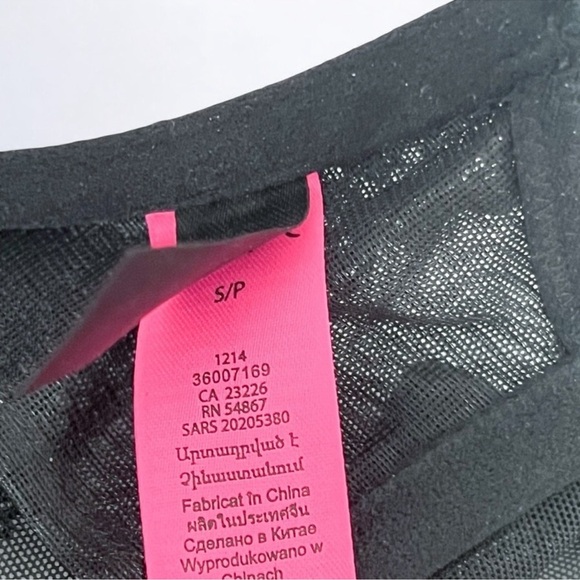 S/P
1214
36007169
CA 23226
RN 54867
SARS 20205380
Արտադրված է
Չինաստանում
Fabricat în China
ผลิตในประเทศจีน
Сделано в Китае
Wyprodukowano w
Chinach